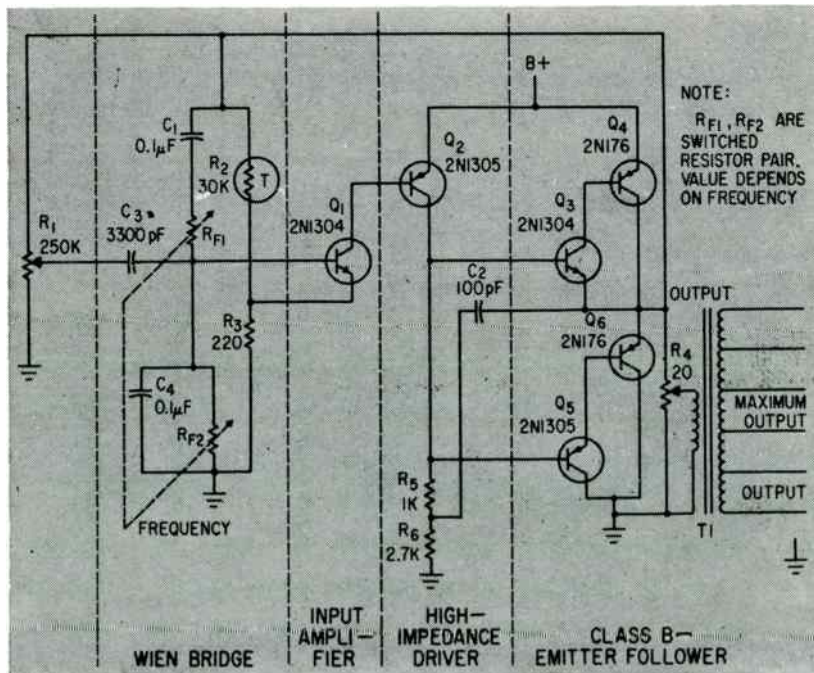 B+
NOTE:
RF1, RF2 ARE
SWITCHED
RESISTOR PAIR.
VALUE DEPENDS
ON FREQUENCY
C1
0.1µF
R2
30K
T
Q2
2N1305
Q4
2N176
Q1
2N1304
Q3
2N1304
C3
3300 pF
RF1
R1
250K
C2
100pF
OUTPUT
R3
220
Q6
2N176
R4
20
C4
0.1µF
RF2
Q5
2N1305
MAXIMUM
OUTPUT
R5
1K
R6
2.7K
OUTPUT
T1
FREQUENCY
WIEN BRIDGE
INPUT
AMPLI-
FIER
HIGH-
IMPEDANCE
DRIVER
CLASS B-
EMITTER FOLLOWER